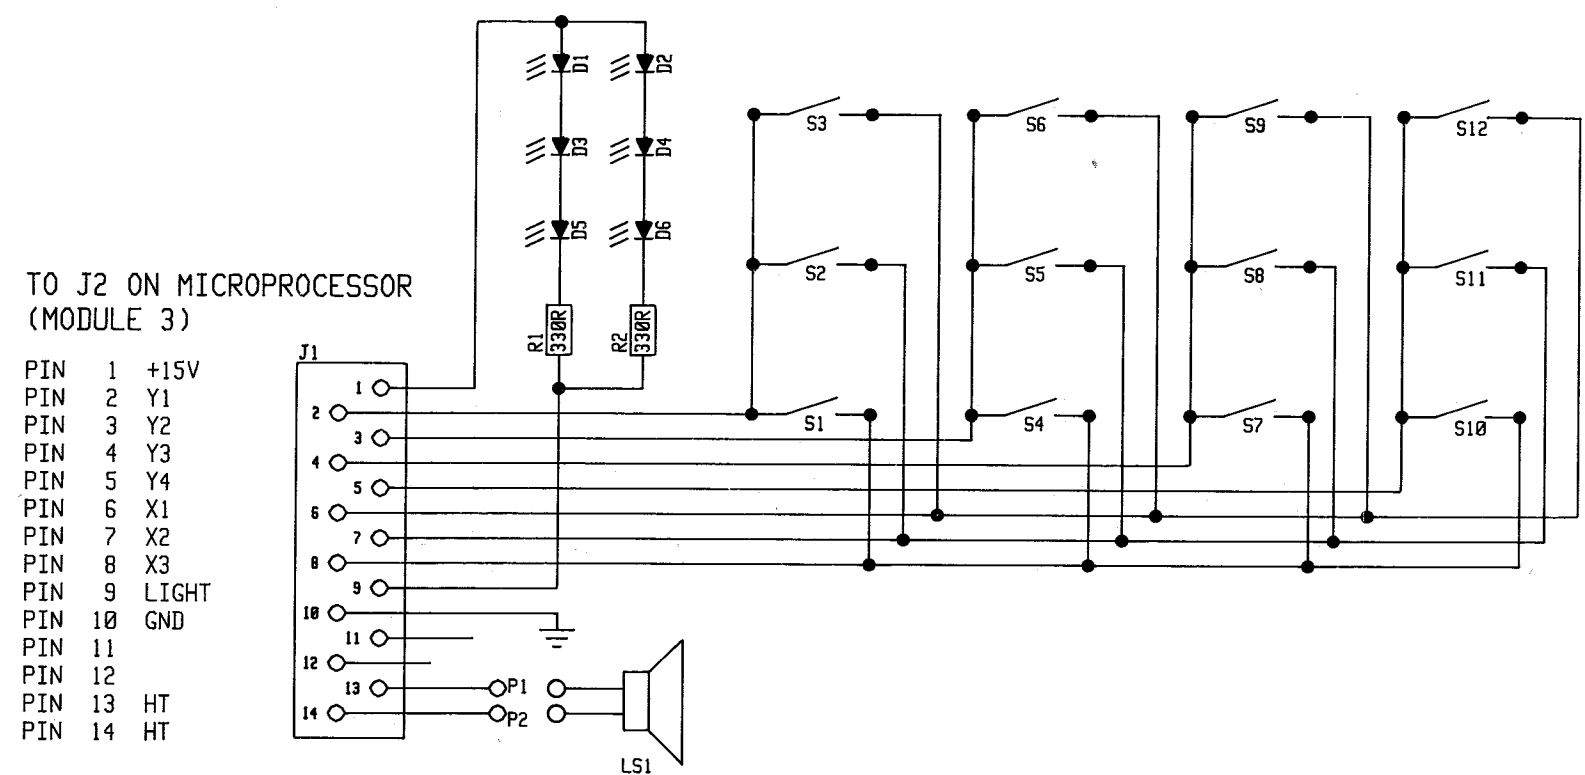 D1
D2
D3
D4
D5
D6
R1
330R
R2
330R
S3
S6
S9
S12
S2
S5
S8
S11
S1
S4
S7
S10
TO J2 ON MICROPROCESSOR
(MODULE 3)
PIN 1 +15V
PIN 2 Y1
PIN 3 Y2
PIN 4 Y3
PIN 5 Y4
PIN 6 X1
PIN 7 X2
PIN 8 X3
PIN 9 LIGHT
PIN 10 GND
PIN 11
PIN 12
PIN 13 HT
PIN 14 HT
J1
1
2
3
4
5
6
7
8
9
10
11
12
13
14
P1
P2
LS1